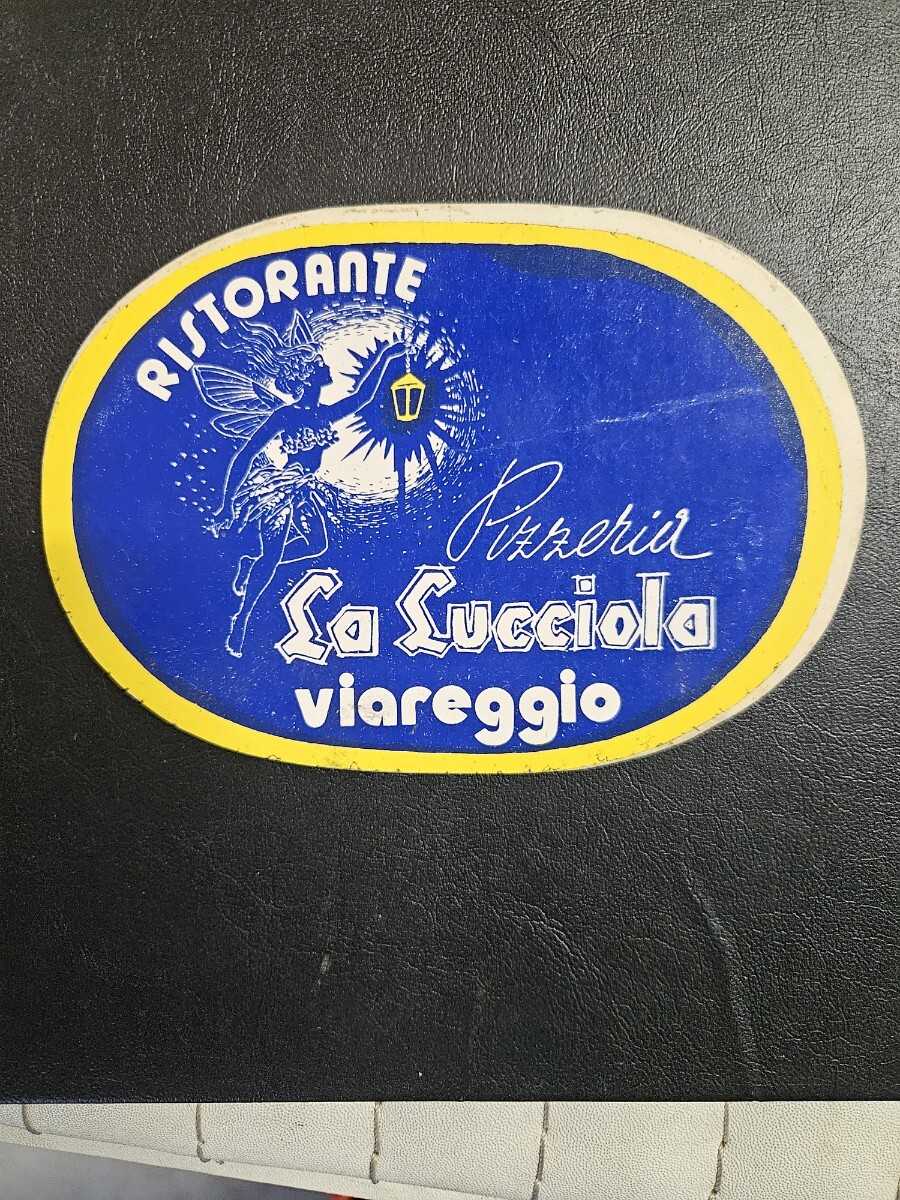 RISTORANTE
Pizzeria
La Lucciola
viareggio